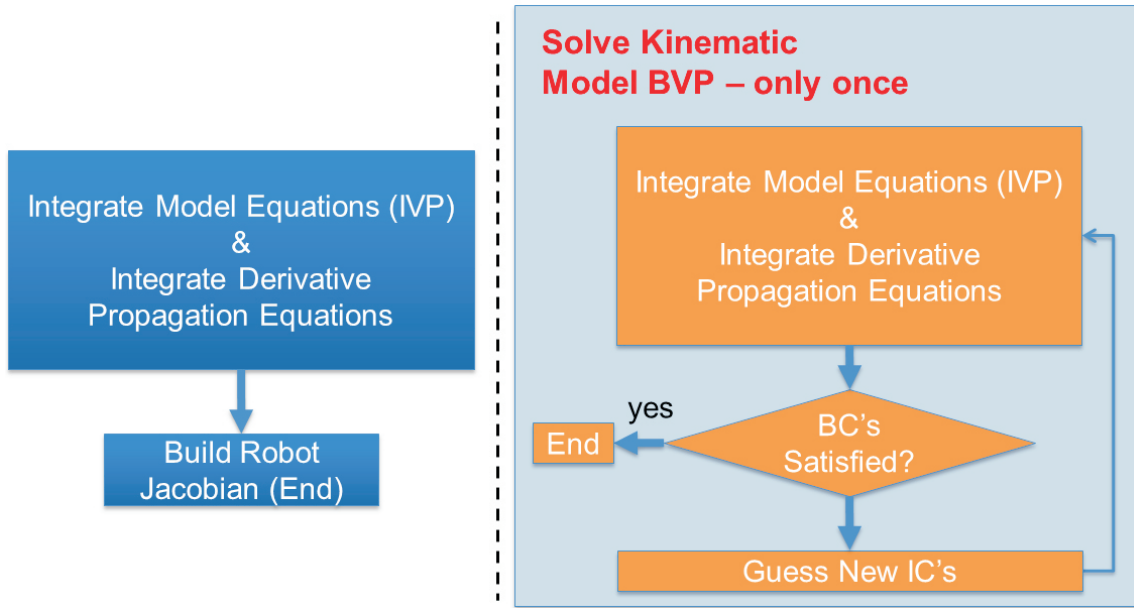 Integrate Model Equations (IVP)
&
Integrate Derivative
Propagation Equations
Build Robot
Jacobian (End)
Solve Kinematic
Model BVP – only once
Integrate Model Equations (IVP)
&
Integrate Derivative
Propagation Equations
yes
End
BC's
Satisfied?
Guess New IC's